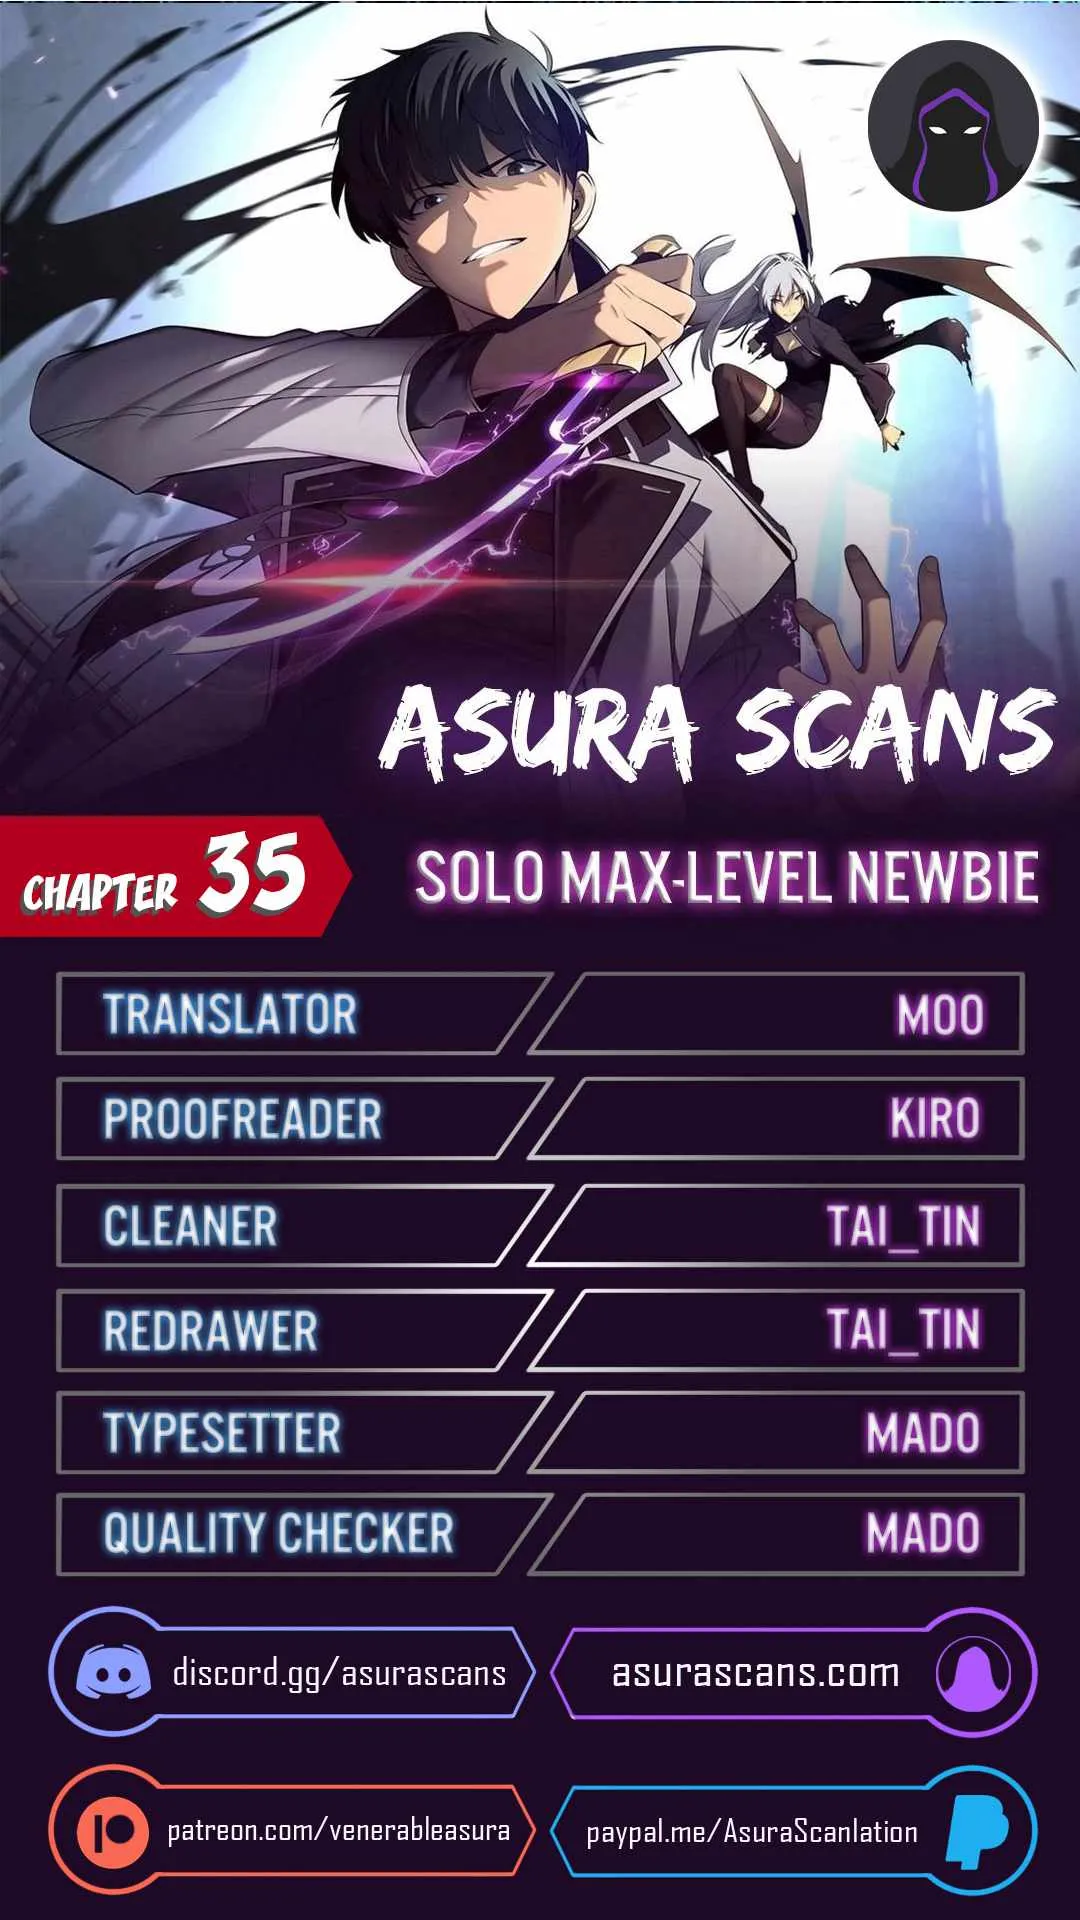 ASURA SCANS
CHAPTER 35
SOLO MAX-LEVEL NEWBIE
TRANSLATOR MOO
PROOFREADER KIRO
CLEANER TAI_TIN
REDRAWER TAI_TIN
TYPESETTER MADO
QUALITY CHECKER MADO
discord.gg/asurascans asurascans.com
patreon.com/venerableasura paypal.me/AsuraScanlation